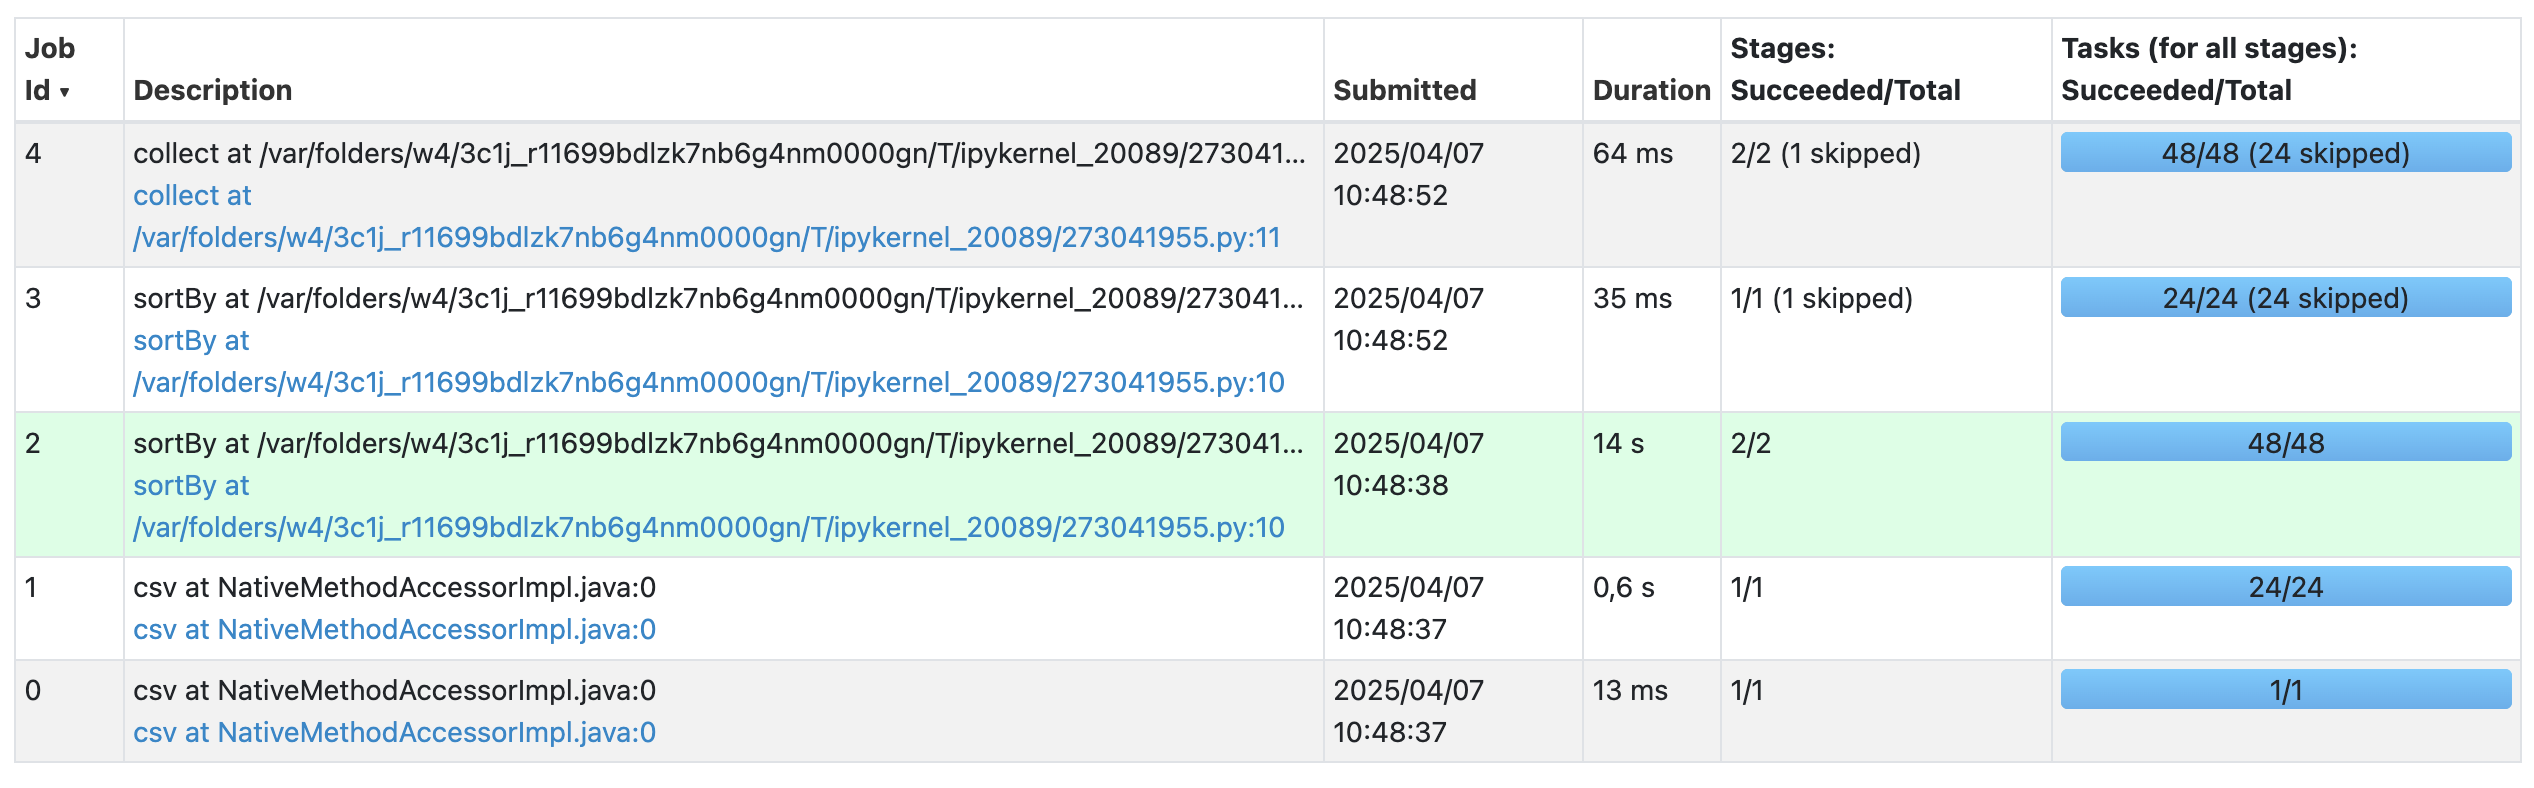 Job
Id ▾
Description
Submitted
Duration
Stages:
Succeeded/Total
Tasks (for all stages):
Succeeded/Total
4
collect at /var/folders/w4/3c1j_r11699bdlzk7nb6g4nm0000gn/T/ipykernel_20089/273041...
collect at
/var/folders/w4/3c1j_r11699bdlzk7nb6g4nm0000gn/T/ipykernel_20089/273041955.py:11
2025/04/07
10:48:52
64 ms
2/2 (1 skipped)
48/48 (24 skipped)
3
sortBy at /var/folders/w4/3c1j_r11699bdlzk7nb6g4nm0000gn/T/ipykernel_20089/273041...
sortBy at
/var/folders/w4/3c1j_r11699bdlzk7nb6g4nm0000gn/T/ipykernel_20089/273041955.py:10
2025/04/07
10:48:52
35 ms
1/1 (1 skipped)
24/24 (24 skipped)
2
sortBy at /var/folders/w4/3c1j_r11699bdlzk7nb6g4nm0000gn/T/ipykernel_20089/273041...
sortBy at
/var/folders/w4/3c1j_r11699bdlzk7nb6g4nm0000gn/T/ipykernel_20089/273041955.py:10
2025/04/07
10:48:38
14 s
2/2
48/48
1
csv at NativeMethodAccessorImpl.java:0
csv at NativeMethodAccessorImpl.java:0
2025/04/07
10:48:37
0,6 s
1/1
24/24
0
csv at NativeMethodAccessorImpl.java:0
csv at NativeMethodAccessorImpl.java:0
2025/04/07
10:48:37
13 ms
1/1
1/1